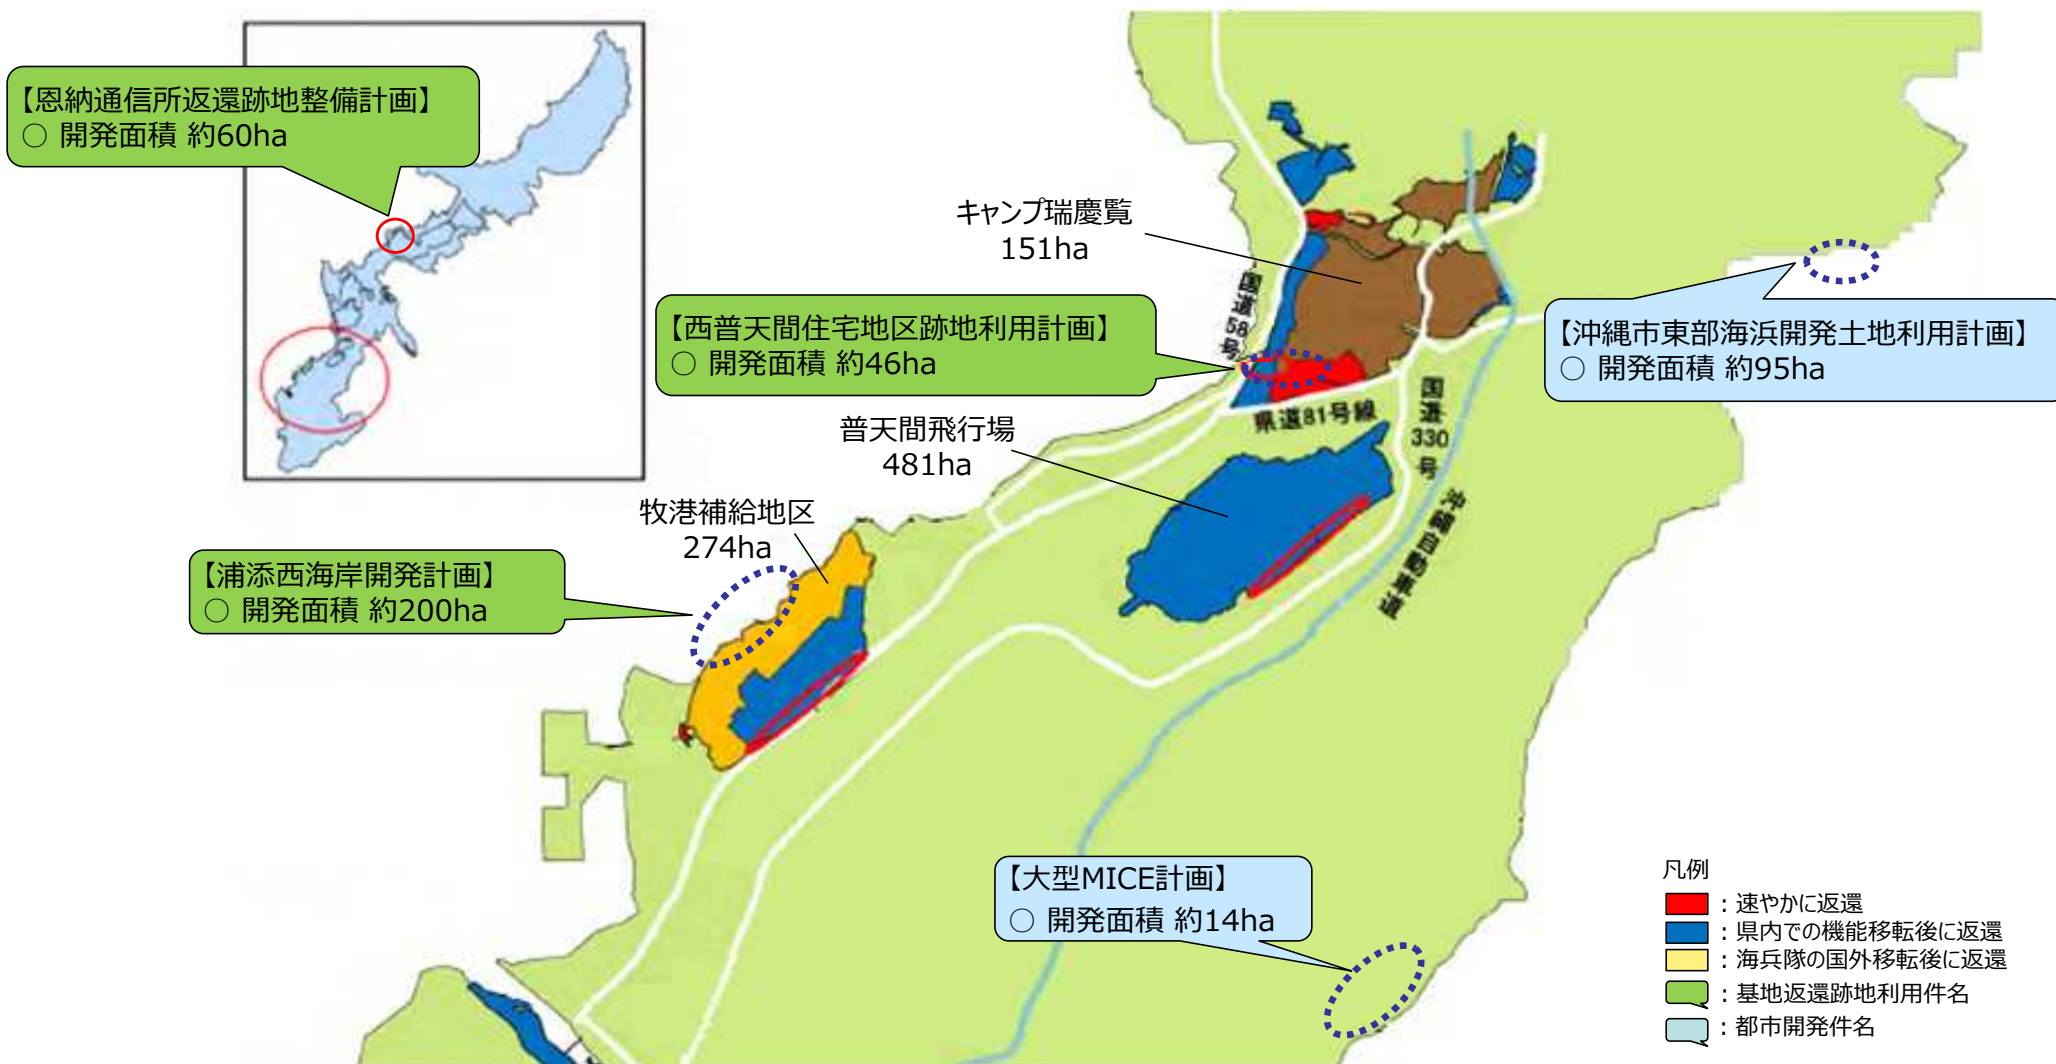 【恩納通信所返還跡地整備計画】
○ 開発面積 約60ha
キャンプ瑞慶覧
151ha
国道58号
【西普天間住宅地区跡地利用計画】
○ 開発面積 約46ha
【沖縄市東部海浜開発土地利用計画】
○ 開発面積 約95ha
県道81号線
国道330号
普天間飛行場
481ha
沖縄自動車道
牧港補給地区
274ha
【浦添西海岸開発計画】
○ 開発面積 約200ha
【大型MICE計画】
○ 開発面積 約14ha
凡例
：速やかに返還
：県内での機能移転後に返還
：海兵隊の国外移転後に返還
：基地返還跡地利用件名
：都市開発件名